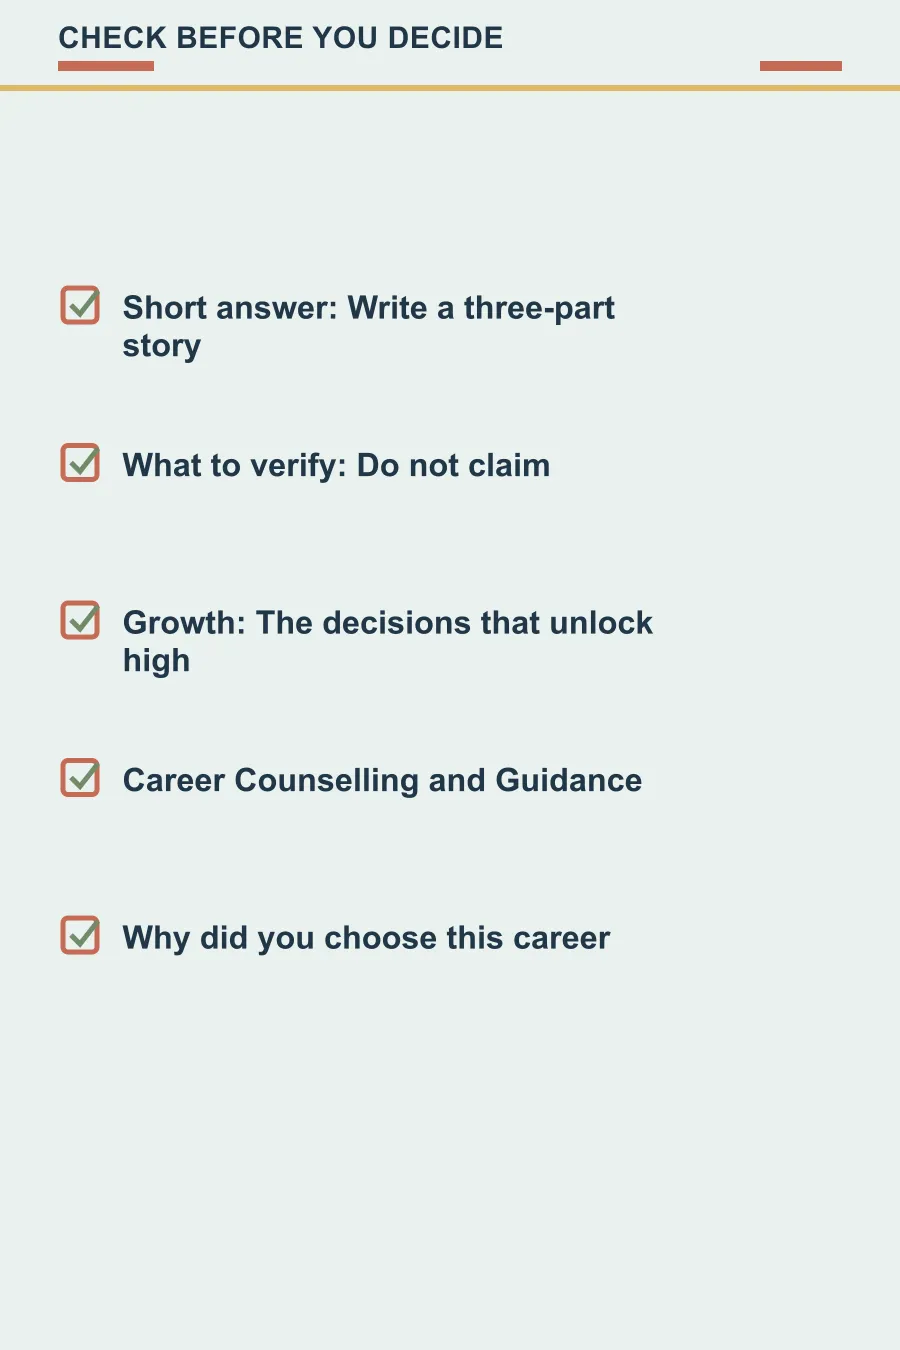 CHECK BEFORE YOU DECIDE
Short answer: Write a three-part
story
What to verify: Do not claim
Growth: The decisions that unlock
high
Career Counselling and Guidance
Why did you choose this career